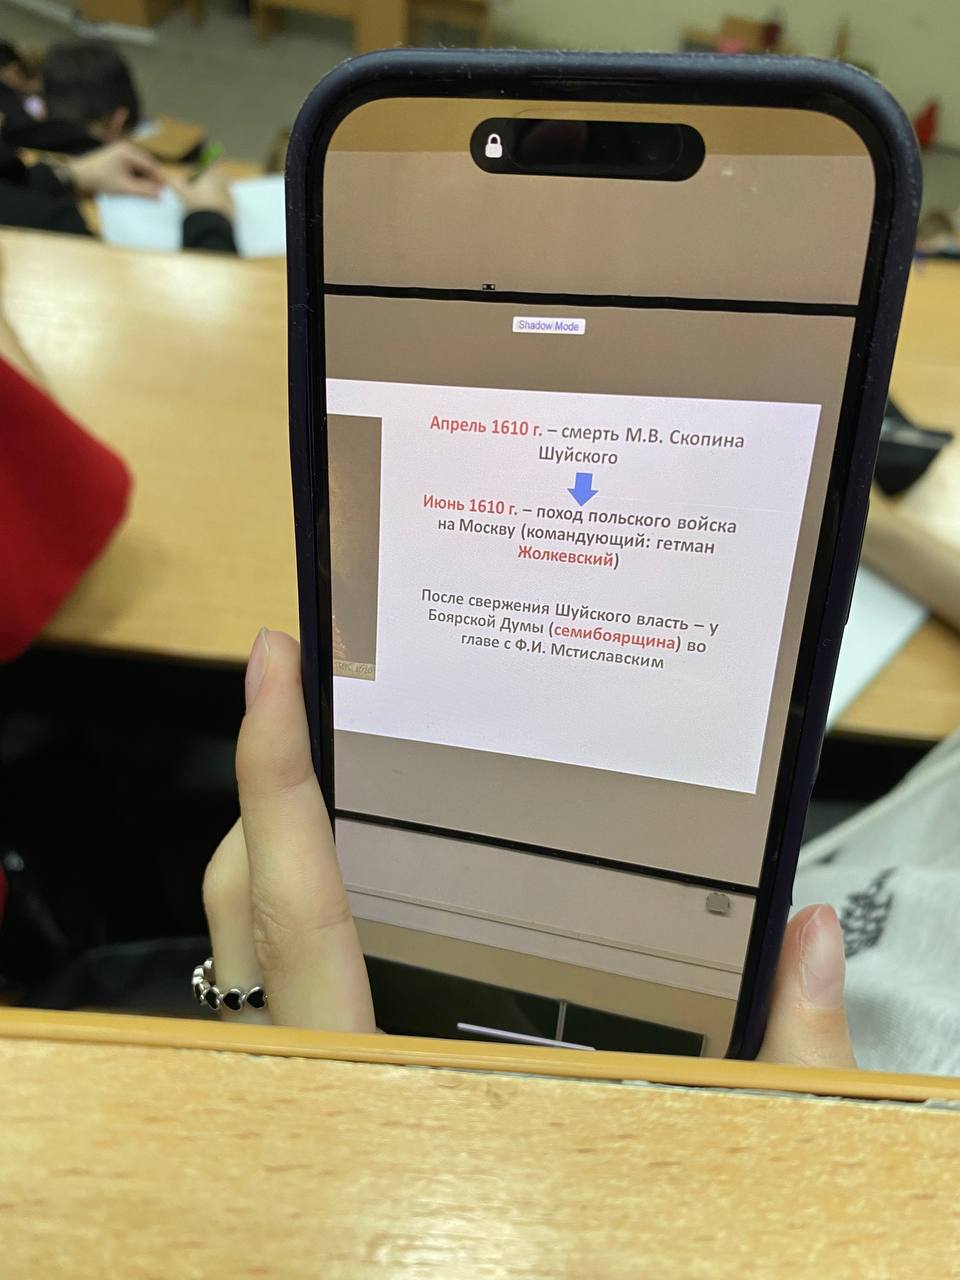 Shadow Mode
Апрель 1610 г. – смерть М.В. Скопина
Шуйского
Июнь 1610 г. – поход польского войска
на Москву (командующий: гетман
Жолкевский)
После свержения Шуйского власть – у
Боярской Думы (семибоярщина) во
главе с Ф.И. Мстиславским